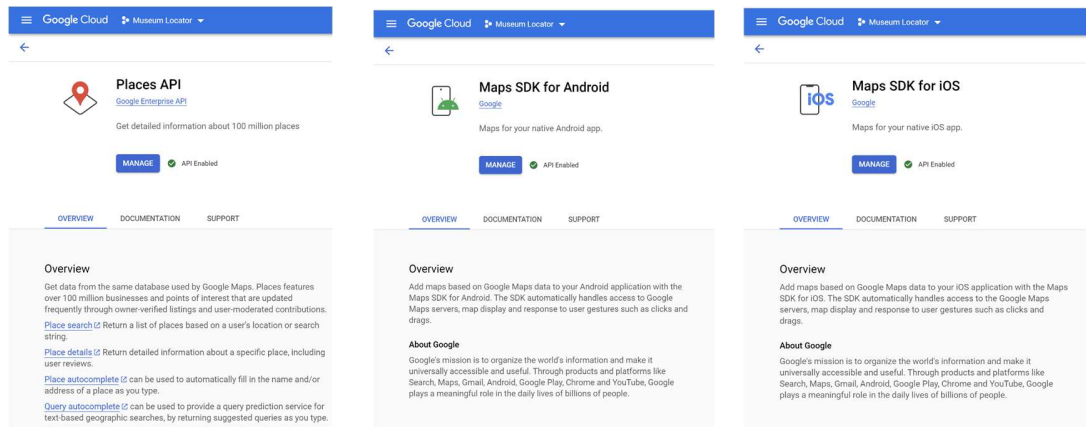 Google Cloud Museum Locator
Places API
Google Enterprise API
Get detailed information about 100 million places
MANAGE API Enabled
OVERVIEW DOCUMENTATION SUPPORT
Overview
Get data from the same database used by Google Maps. Places features
over 100 million businesses and points of interest that are updated
frequently through owner-verified listings and user-moderated contributions.
Place search Return a list of places based on a user's location or search
string.
Place details Return detailed information about a specific place, including
user reviews.
Place autocomplete can be used to automatically fill in the name and/or
address of a place as you type.
Query autocomplete can be used to provide a query prediction service for
text-based geographic searches, by returning suggested queries as you type.
Google Cloud Museum Locator
Maps SDK for Android
Google
Maps for your native Android app.
MANAGE API Enabled
OVERVIEW DOCUMENTATION SUPPORT
Overview
Add maps based on Google Maps data to your Android application with the
Maps SDK for Android. The SDK automatically handles access to Google
Maps servers, map display and response to user gestures such as clicks and
drags.
About Google
Google's mission is to organize the world's information and make it
universally accessible and useful. Through products and platforms like
Search, Maps, Gmail, Android, Google Play, Chrome and YouTube, Google
plays a meaningful role in the daily lives of billions of people.
Google Cloud Museum Locator
iOS
Maps SDK for iOS
Google
Maps for your native iOS app.
MANAGE API Enabled
OVERVIEW DOCUMENTATION SUPPORT
Overview
Add maps based on Google Maps data to your iOS application with the Maps
SDK for iOS. The SDK automatically handles access to the Google Maps
servers, map display and response to user gestures such as clicks and
drags.
About Google
Google's mission is to organize the world's information and make it
universally accessible and useful. Through products and platforms like
Search, Maps, Gmail, Android, Google Play, Chrome and YouTube, Google
plays a meaningful role in the daily lives of billions of people.